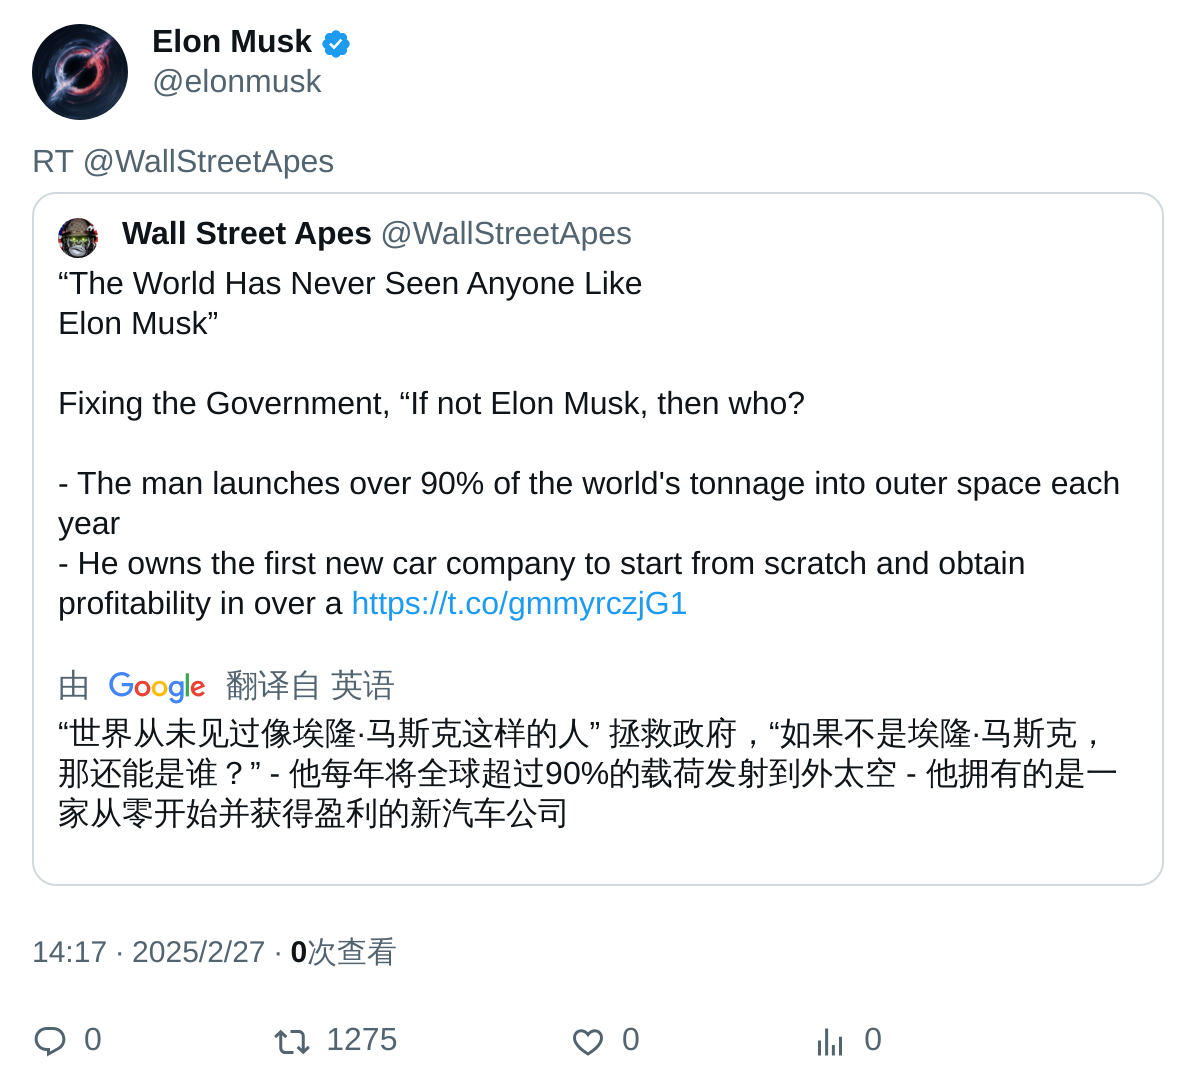 Elon Musk
@elonmusk
RT @WallStreetApes
Wall Street Apes @WallStreetApes
“The World Has Never Seen Anyone Like
Elon Musk”
Fixing the Government, “If not Elon Musk, then who?
- The man launches over 90% of the world's tonnage into outer space each
year
- He owns the first new car company to start from scratch and obtain
profitability in over a https://t.co/gmmyrczjG1
由 Google 翻译自 英语
“世界从未见过像埃隆·马斯克这样的人” 拯救政府，“如果不是埃隆·马斯克，
那还能是谁？” - 他每年将全球超过90%的载荷发射到外太空 - 他拥有的是一
家从零开始并获得盈利的新汽车公司
14:17 · 2025/2/27 · 0次查看
0 1275 0 0